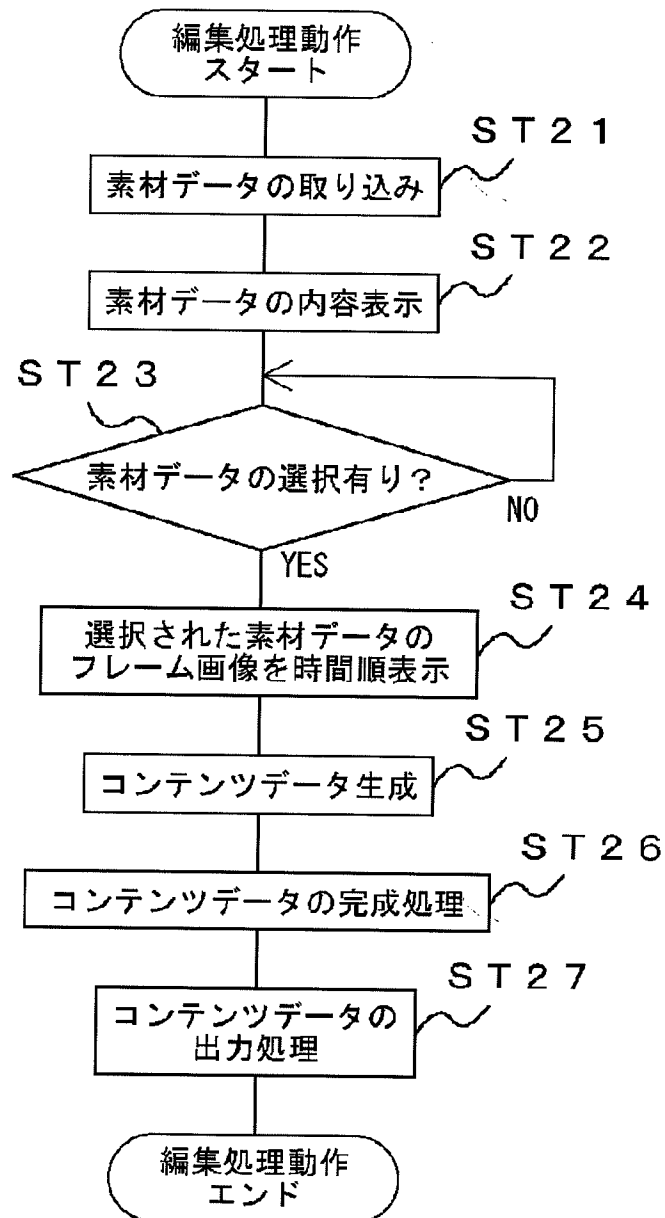 編集処理動作
スタート
ST21
素材データの取り込み
ST22
素材データの内容表示
ST23
素材データの選択有り?
NO
YES
ST24
選択された素材データの
フレーム画像を時間順表示
ST25
コンテンツデータ生成
ST26
コンテンツデータの完成処理
ST27
コンテンツデータの
出力処理
編集処理動作
エンド